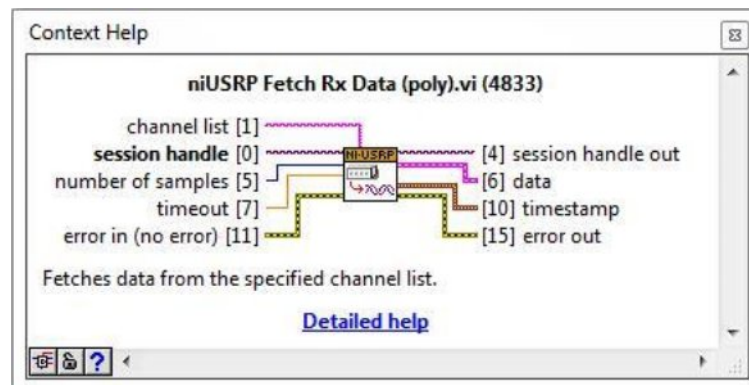 Context Help
niUSRP Fetch Rx Data (poly).vi (4833)
channel list [1]
session handle [0]
number of samples [5]
timeout [7]
error in (no error) [11]
NI-USRP
[4] session handle out
[6] data
[10] timestamp
[15] error out
Fetches data from the specified channel list.
Detailed help
?